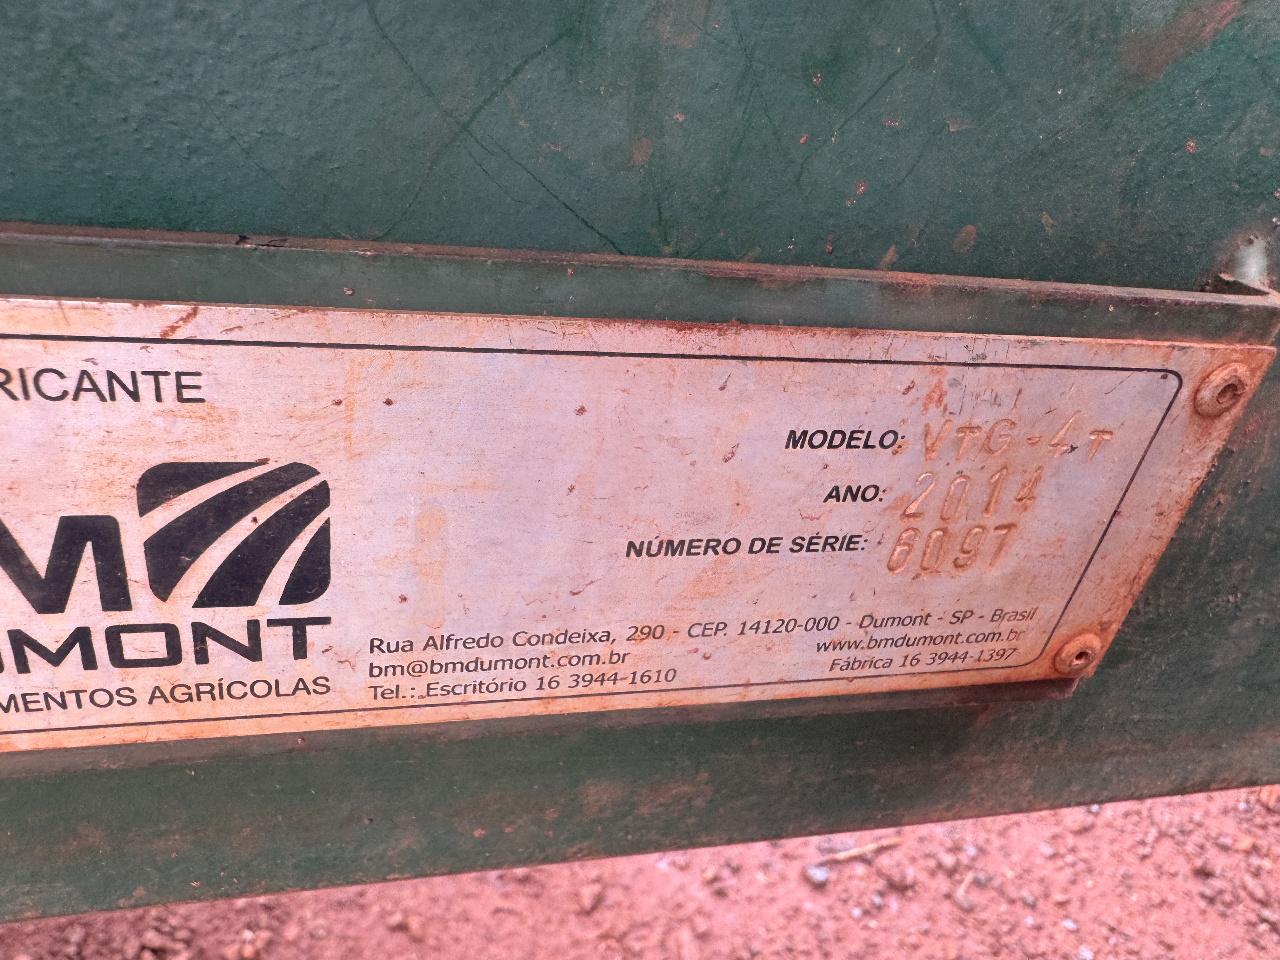 RICANTE
M
UMONT
MENTOS AGRÍCOLAS
MODELO: VTG-4T
ANO: 2014
NÚMERO DE SÉRIE: 6097
Rua Alfredo Condeixa, 290 - CEP. 14120-000 - Dumont - SP - Brasil
bm@bmdumont.com.br www.bmdumont.com.br
Tel.: Escritório 16 3944-1610 Fábrica 16 3944-1397